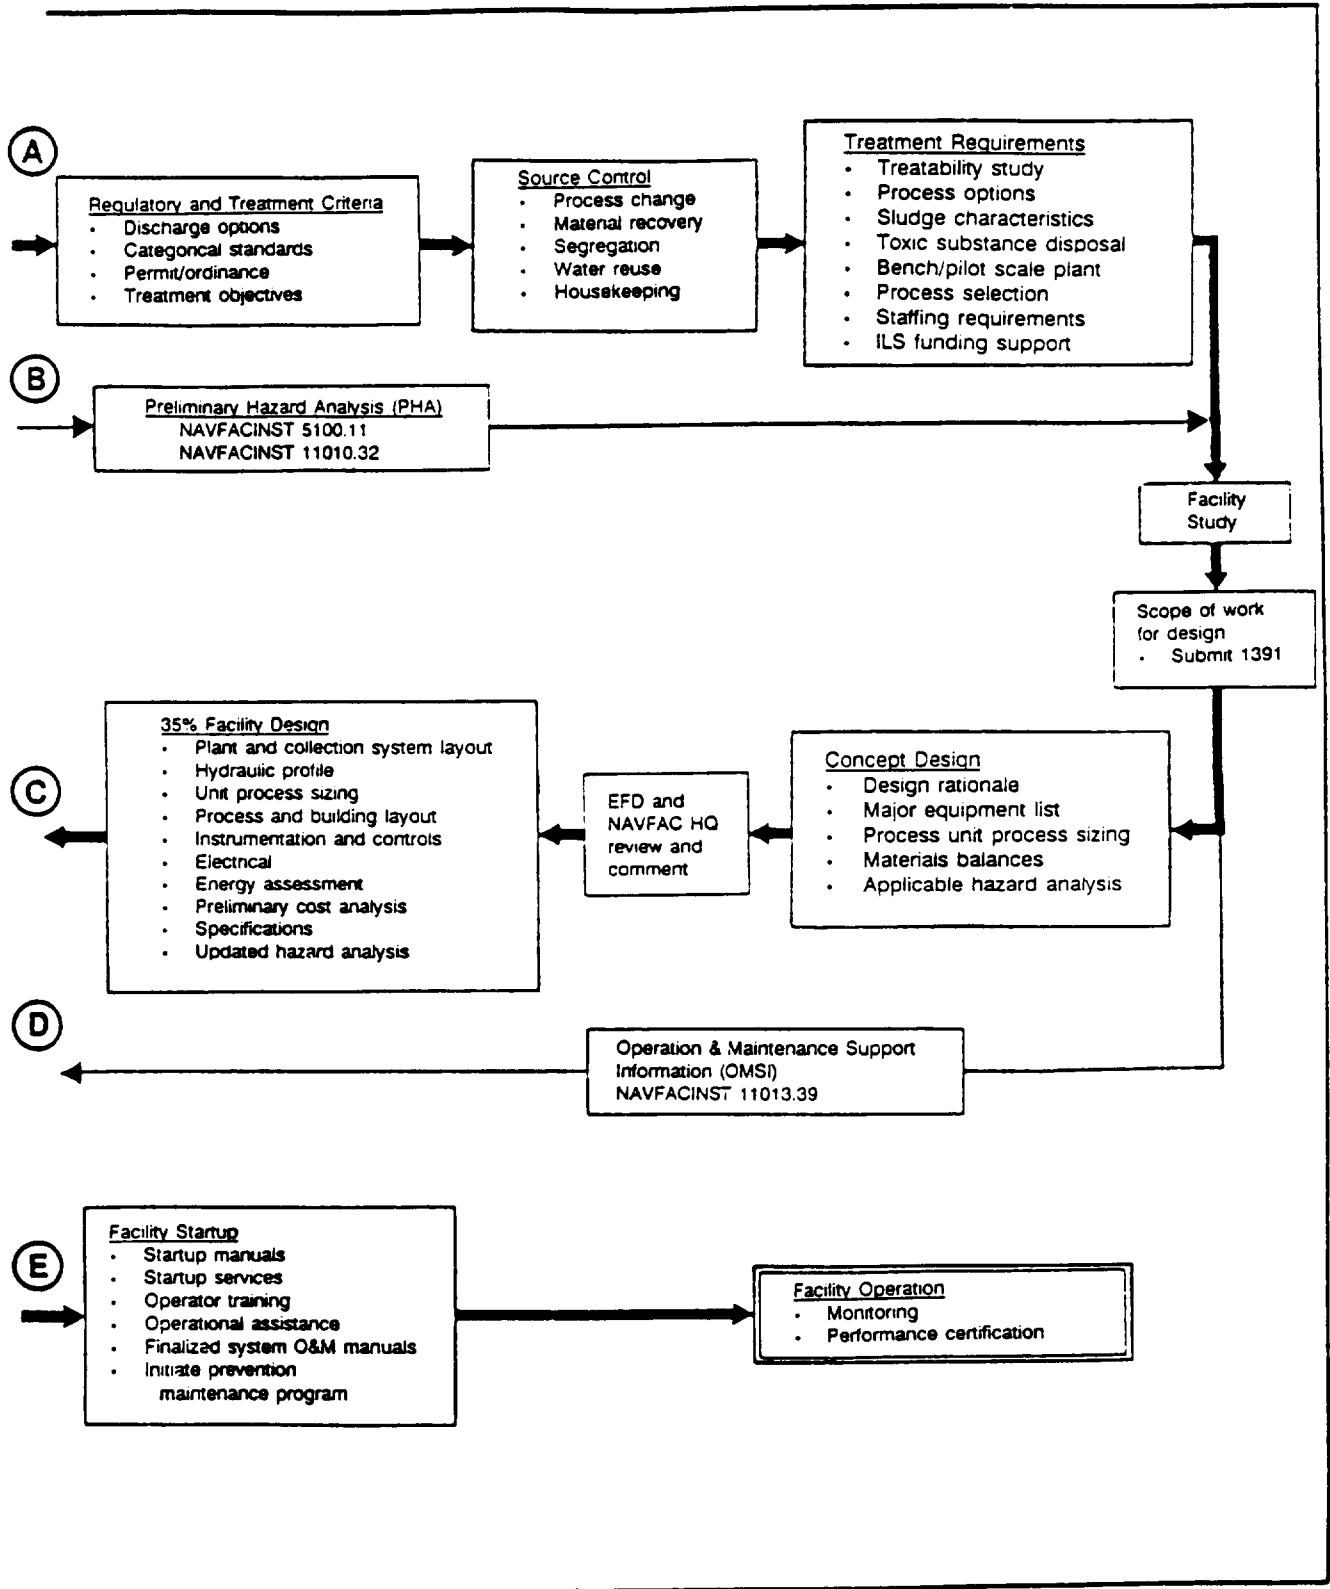 A
Regulatory and Treatment Criteria
· Discharge options
· Categorical standards
· Permit/ordinance
· Treatment objectives
Source Control
· Process change
· Material recovery
· Segregation
· Water reuse
· Housekeeping
Treatment Requirements
· Treatability study
· Process options
· Sludge characteristics
· Toxic substance disposal
· Bench/pilot scale plant
· Process selection
· Staffing requirements
· ILS funding support
B
Preliminary Hazard Analysis (PHA)
NAVFACINST 5100.11
NAVFACINST 11010.32
Facility
Study
Scope of work
for design
· Submit 1391
C
35% Facility Design
· Plant and collection system layout
· Hydraulic profile
· Unit process sizing
· Process and building layout
· Instrumentation and controls
· Electrical
· Energy assessment
· Preliminary cost analysis
· Specifications
· Updated hazard analysis
EFD and
NAVFAC HQ
review and
comment
Concept Design
· Design rationale
· Major equipment list
· Process unit process sizing
· Materials balances
· Applicable hazard analysis
D
Operation & Maintenance Support
Information (OMSI)
NAVFACINST 11013.39
E
Facility Startup
· Startup manuals
· Startup services
· Operator training
· Operational assistance
· Finalized system O&M manuals
· Initiate prevention
maintenance program
Facility Operation
· Monitoring
· Performance certification